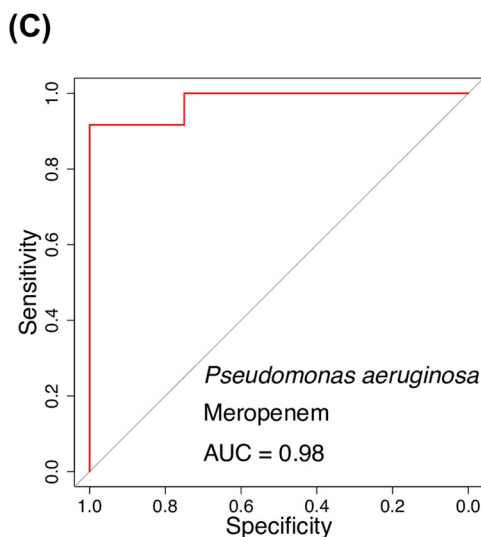 (C)
1.0
0.8
0.6
0.4
0.2
0.0
Sensitivity
Pseudomonas aeruginosa
Meropenem
AUC = 0.98
1.0 0.8 0.6 0.4 0.2 0.0
Specificity